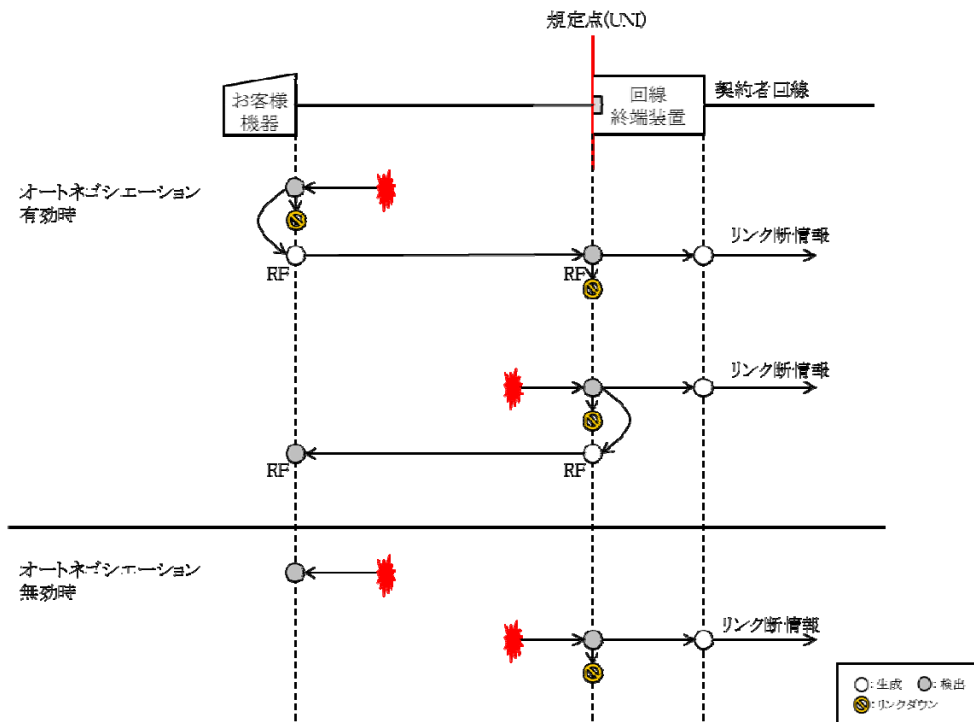 規定点(UNI)
お客様
機器
回線
終端装置
契約者回線
オートネゴシエーション
有効時
リンク断情報
RF
RF
リンク断情報
RF
RF
オートネゴシエーション
無効時
リンク断情報
○:生成 ●:検出
:リンクダウン